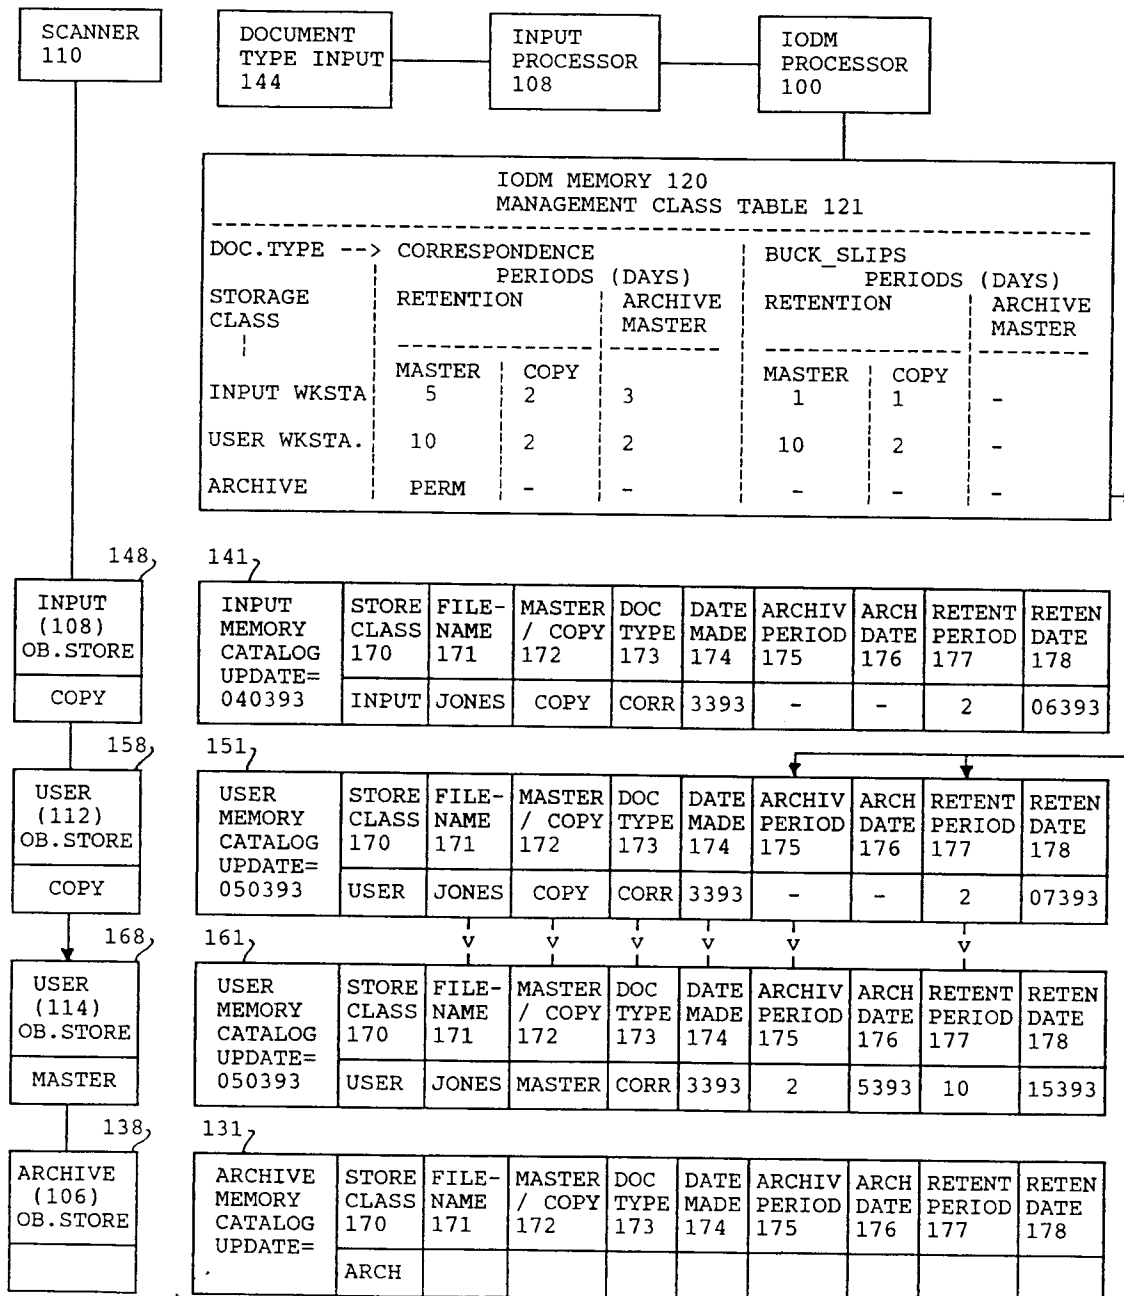 SCANNER
110
DOCUMENT
TYPE INPUT
144
INPUT
PROCESSOR
108
IODM
PROCESSOR
100
IODM MEMORY 120
MANAGEMENT CLASS TABLE 121
DOC.TYPE --> CORRESPONDENCE BUCK_SLIPS
PERIODS (DAYS) PERIODS (DAYS)
STORAGE RETENTION ARCHIVE RETENTION ARCHIVE
CLASS MASTER MASTER
MASTER COPY MASTER COPY
INPUT WKSTA 5 2 3 1 1 -
USER WKSTA. 10 2 2 10 2 -
ARCHIVE PERM - - - - -
148 141
INPUT
(108)
OB.STORE
COPY
INPUT
MEMORY
CATALOG
UPDATE=
040393
STORE FILE- MASTER DOC DATE ARCHIV ARCH RETENT RETEN
CLASS NAME / COPY TYPE MADE PERIOD DATE PERIOD DATE
170 171 172 173 174 175 176 177 178
INPUT JONES COPY CORR 3393 - - 2 06393
158 151
USER
(112)
OB.STORE
COPY
USER
MEMORY
CATALOG
UPDATE=
050393
STORE FILE- MASTER DOC DATE ARCHIV ARCH RETENT RETEN
CLASS NAME / COPY TYPE MADE PERIOD DATE PERIOD DATE
170 171 172 173 174 175 176 177 178
USER JONES COPY CORR 3393 - - 2 07393
v v v v v v
168 161
USER
(114)
OB.STORE
MASTER
USER
MEMORY
CATALOG
UPDATE=
050393
STORE FILE- MASTER DOC DATE ARCHIV ARCH RETENT RETEN
CLASS NAME / COPY TYPE MADE PERIOD DATE PERIOD DATE
170 171 172 173 174 175 176 177 178
USER JONES MASTER CORR 3393 2 5393 10 15393
138 131
ARCHIVE
(106)
OB.STORE
ARCHIVE
MEMORY
CATALOG
UPDATE=
STORE FILE- MASTER DOC DATE ARCHIV ARCH RETENT RETEN
CLASS NAME / COPY TYPE MADE PERIOD DATE PERIOD DATE
170 171 172 173 174 175 176 177 178
ARCH